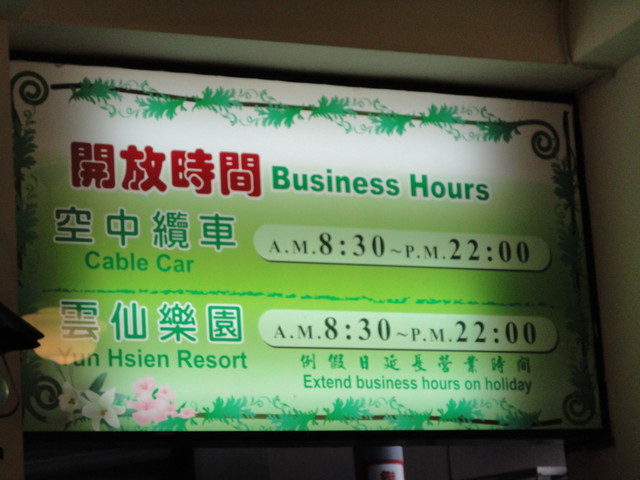 開放時間 Business Hours
空中纜車 A.M.8:30~P.M.22:00
Cable Car
雲仙樂園 A.M.8:30~P.M.22:00
Yun Hsien Resort
例假日延長營業時間
Extend business hours on holiday